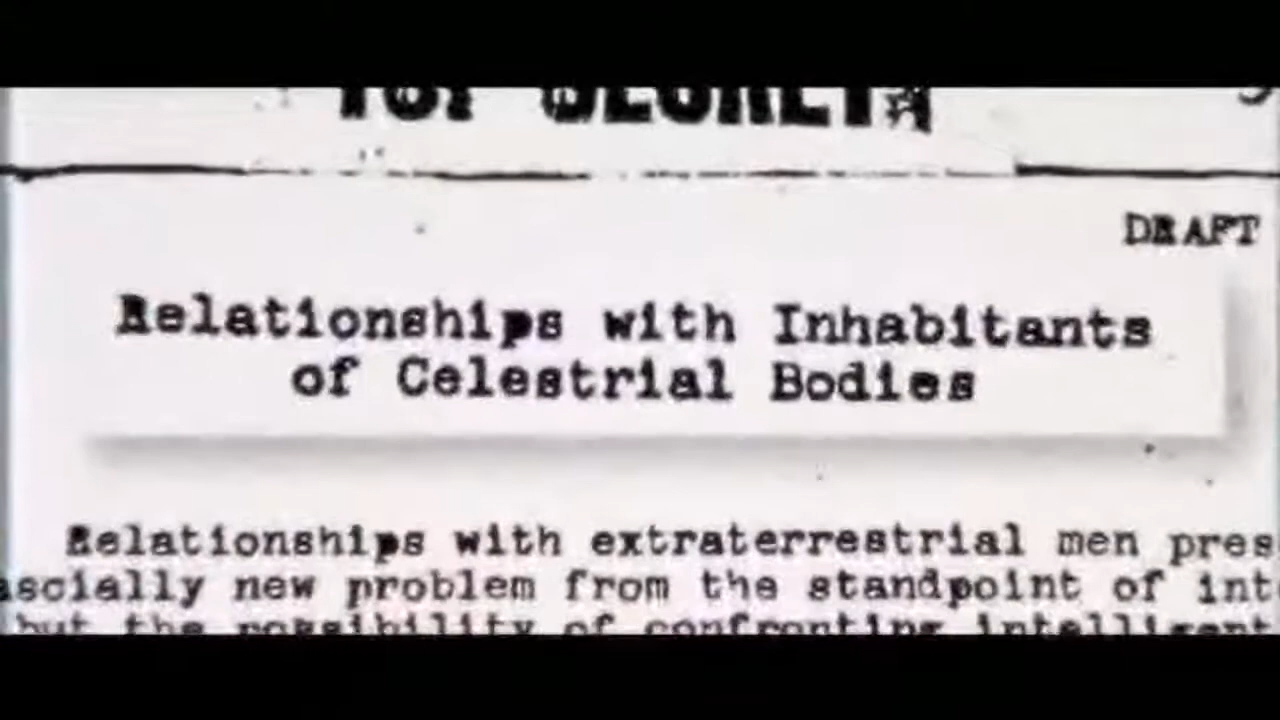 TOP SECRET
DRAFT
Relationships with Inhabitants
of Celestrial Bodies
Relationships with extraterrestrial men pres
ascially new problem from the standpoint of int
but the possibility of confronting intelligent